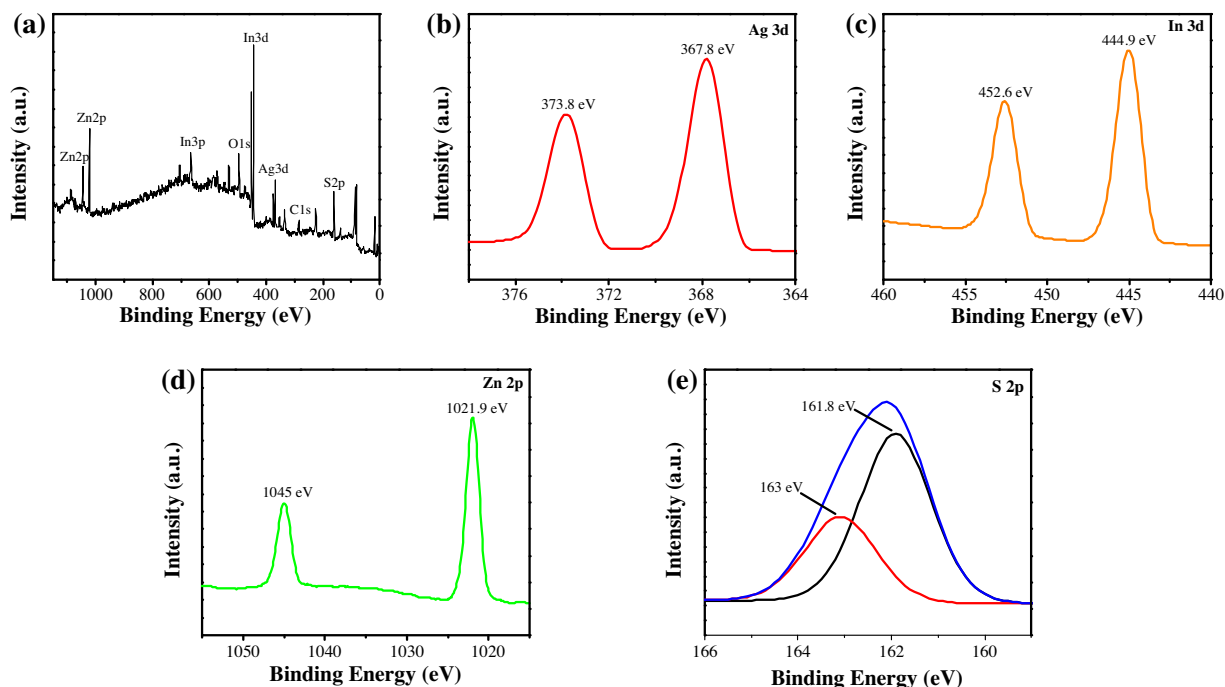 (a)
In3d
Zn2p
Zn2p
In3p
O1s
Ag3d
S2p
C1s
Intensity (a.u.)
1000 800 600 400 200 0
Binding Energy (eV)
(b)
Ag 3d
367.8 eV
373.8 eV
Intensity (a.u.)
376 372 368 364
Binding Energy (eV)
(c)
In 3d
444.9 eV
452.6 eV
Intensity (a.u.)
460 455 450 445 440
Binding Energy (eV)
(d)
Zn 2p
1021.9 eV
1045 eV
Intensity (a.u.)
1050 1040 1030 1020
Binding Energy (eV)
(e)
S 2p
161.8 eV
163 eV
Intensity (a.u.)
166 164 162 160
Binding Energy (eV)